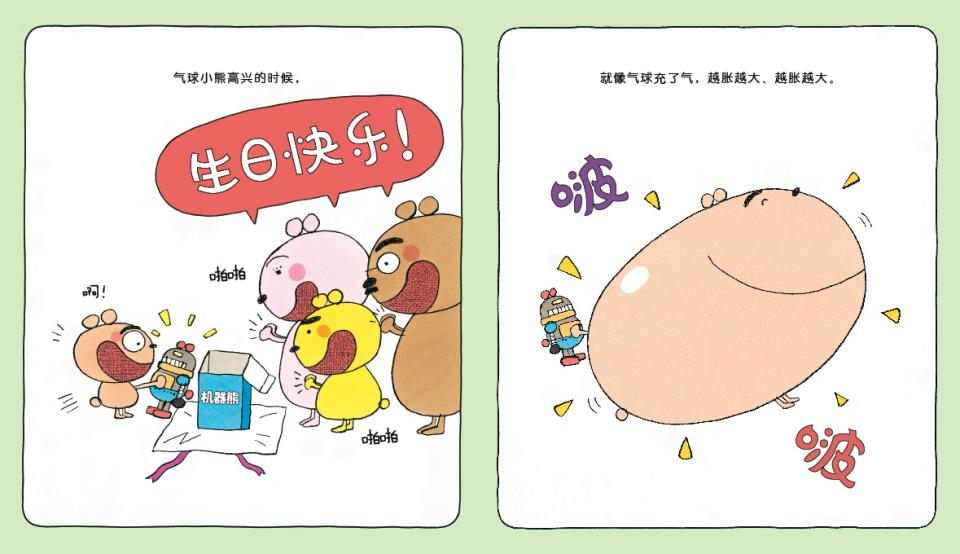 气球小熊高兴的时候，
生日快乐！
啪啪
啊！
机器熊
啪啪
就像气球充了气，越胀越大、越胀越大。
啵
啵